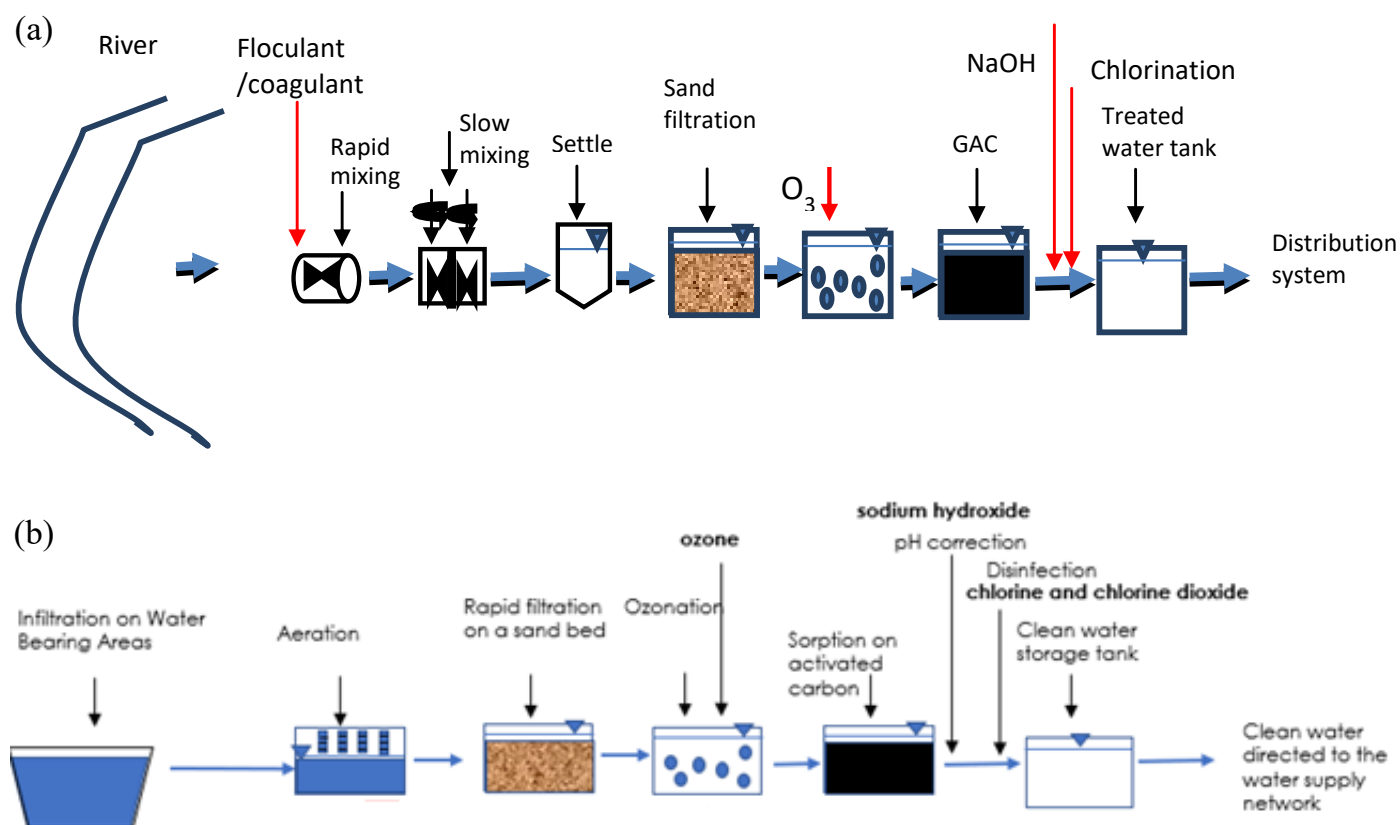 (a)
River
Floculant
/coagulant
Rapid
mixing
Slow
mixing
Settle
Sand
filtration
O3
GAC
NaOH
Chlorination
Treated
water tank
Distribution
system
(b)
Infiltration on Water
Bearing Areas
Aeration
Rapid filtration
on a sand bed
ozone
Ozonation
Sorption on
activated
carbon
sodium hydroxide
pH correction
Disinfection
chlorine and chlorine dioxide
Clean water
storage tank
Clean water
directed to the
water supply
network